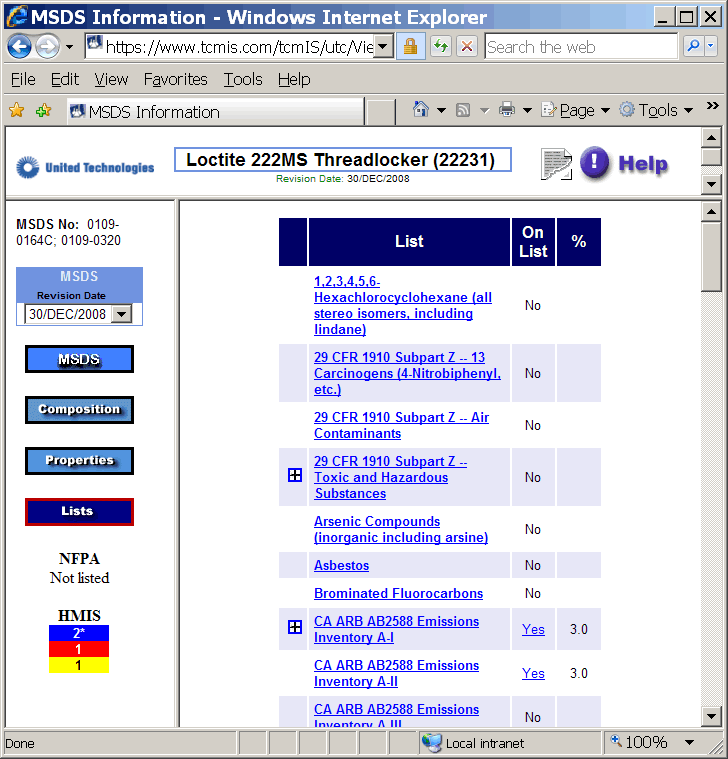 MSDS Information - Windows Internet Explorer
https://www.tcmis.com/tcmIS/utc/Vie
Search the web
File Edit View Favorites Tools Help
MSDS Information
Page Tools »
United Technologies
Loctite 222MS Threadlocker (22231)
Revision Date: 30/DEC/2008
! Help
MSDS No: 0109-
0164C; 0109-0320
MSDS
Revision Date
30/DEC/2008
MSDS
Composition
Properties
Lists
NFPA
Not listed
HMIS
2*
1
1
List On List %
1,2,3,4,5,6-
Hexachlorocyclohexane (all
stereo isomers, including
lindane)
No
29 CFR 1910 Subpart Z -- 13
Carcinogens (4-Nitrobiphenyl,
etc.)
No
29 CFR 1910 Subpart Z -- Air
Contaminants
No
29 CFR 1910 Subpart Z --
Toxic and Hazardous
Substances
No
Arsenic Compounds
(inorganic including arsine)
No
Asbestos No
Brominated Fluorocarbons No
CA ARB AB2588 Emissions
Inventory A-I
Yes 3.0
CA ARB AB2588 Emissions
Inventory A-II
Yes 3.0
CA ARB AB2588 Emissions
Inventory A-III
No
Done Local intranet 100%